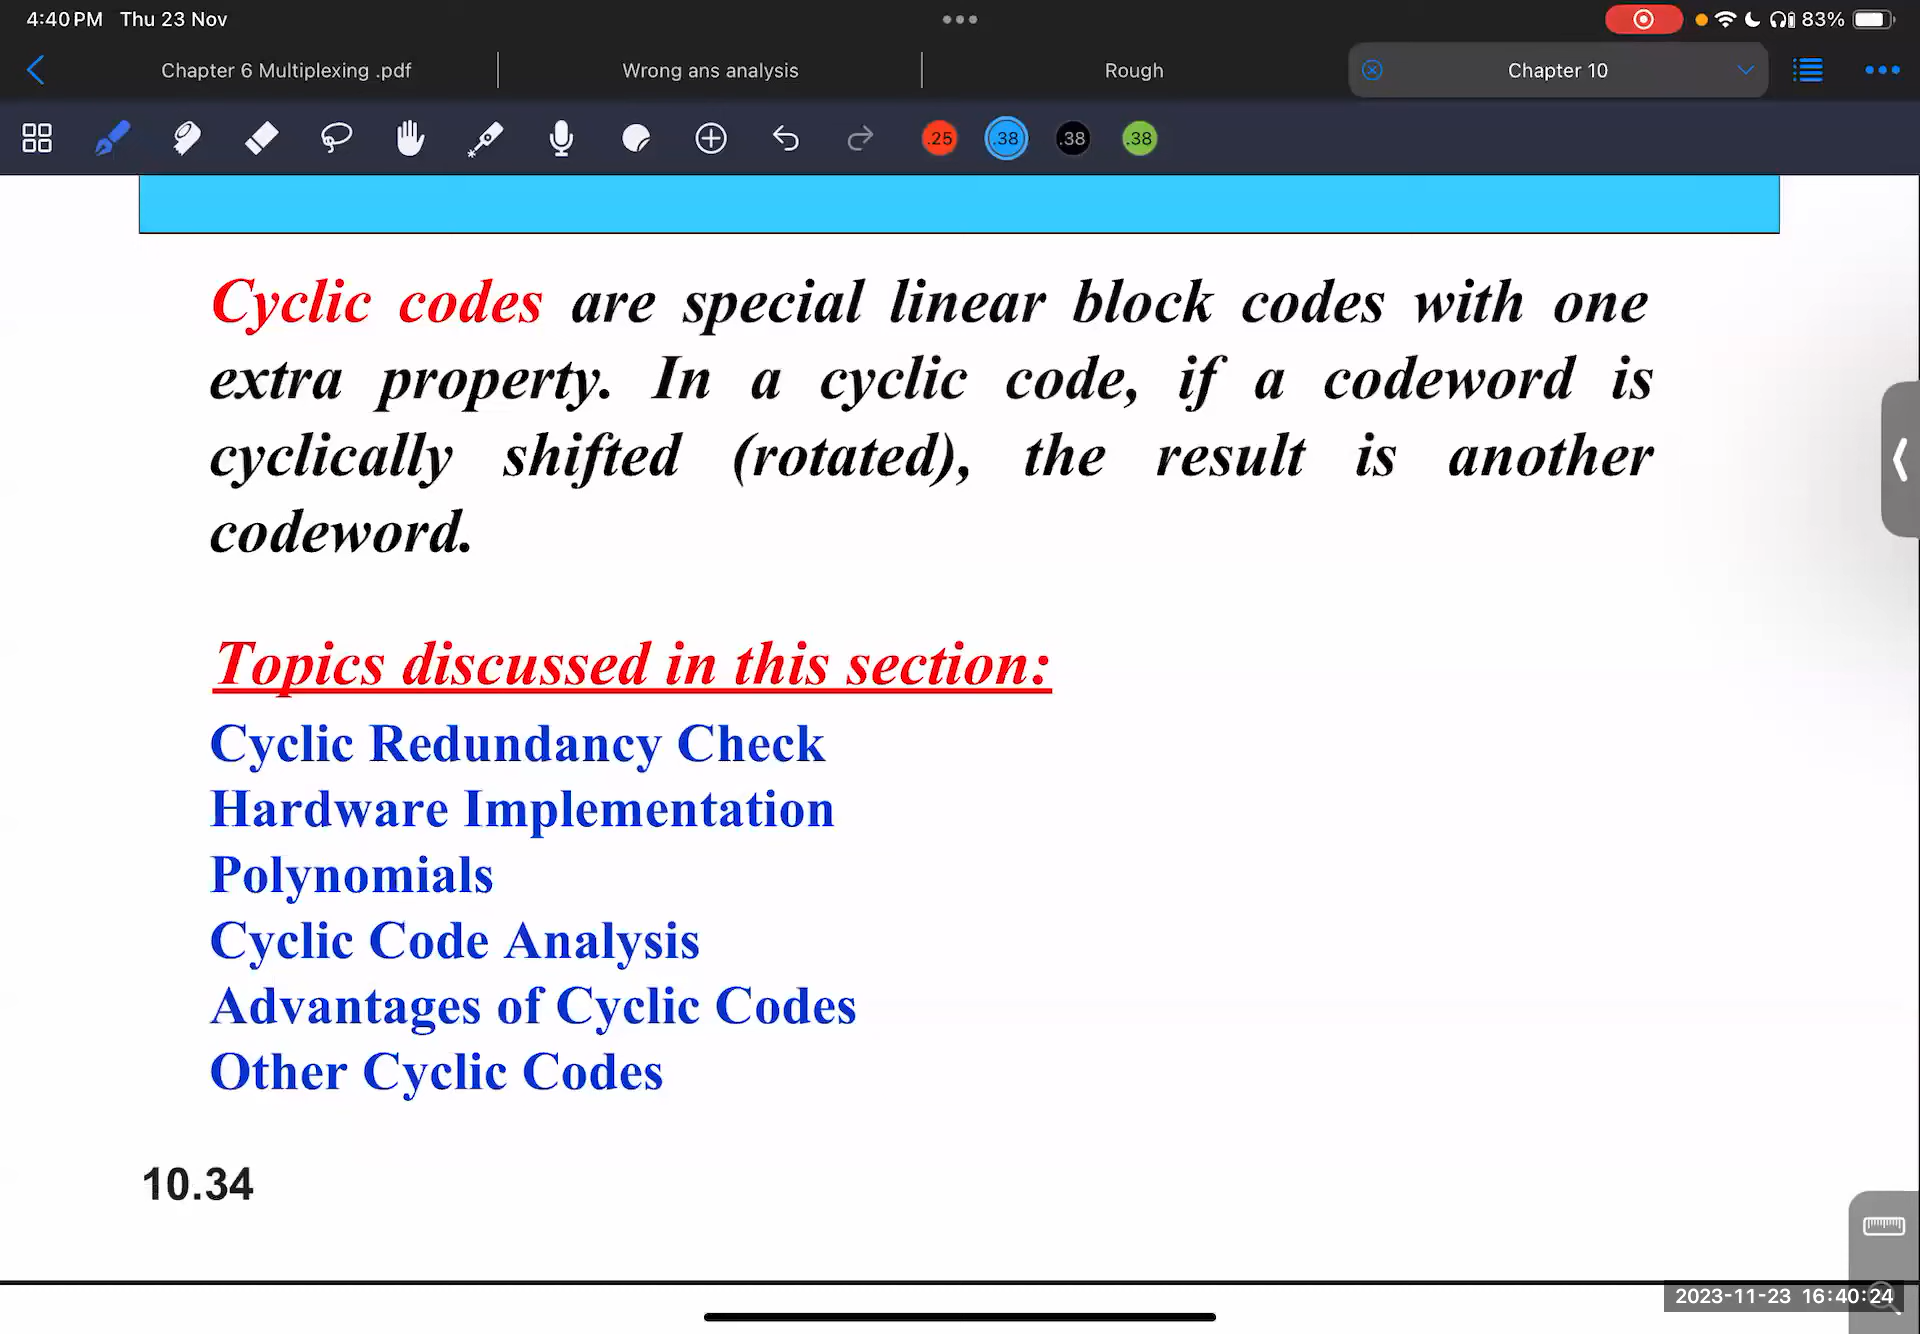 4:40 PM Thu 23 Nov
83%
Chapter 6 Multiplexing .pdf
Wrong ans analysis
Rough
Chapter 10
.25
.38
.38
.38
Cyclic codes are special linear block codes with one
extra property. In a cyclic code, if a codeword is
cyclically shifted (rotated), the result is another
codeword.
Topics discussed in this section:
Cyclic Redundancy Check
Hardware Implementation
Polynomials
Cyclic Code Analysis
Advantages of Cyclic Codes
Other Cyclic Codes
10.34
2023-11-23 16:40:24